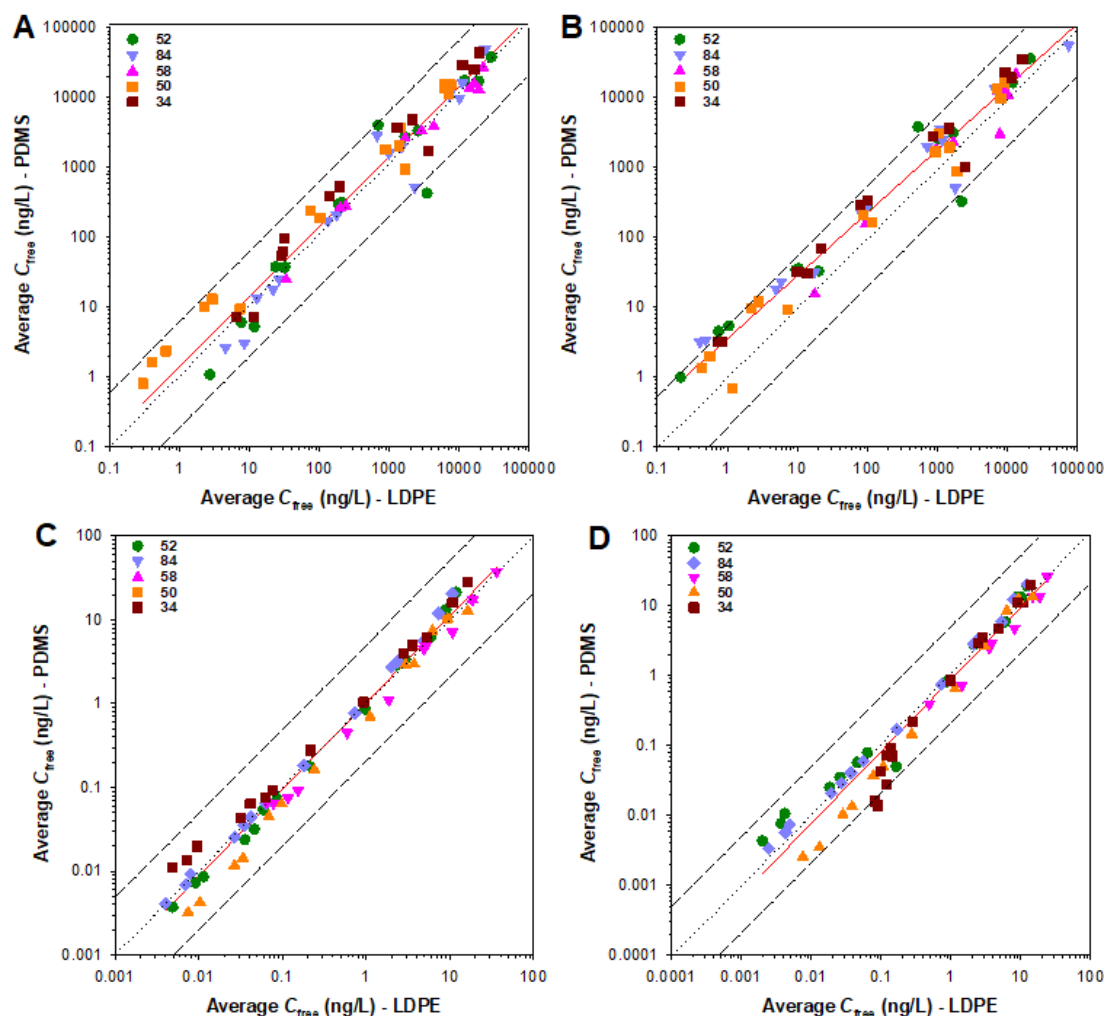 A
52
84
58
50
34
100000
10000
1000
100
10
1
0.1
0.1 1 10 100 1000 10000 100000
Average Cfree (ng/L) - PDMS
Average Cfree (ng/L) - LDPE
B
52
84
58
50
34
100000
10000
1000
100
10
1
0.1
0.1 1 10 100 1000 10000 100000
Average Cfree (ng/L) - PDMS
Average Cfree (ng/L) - LDPE
C
52
84
58
50
34
100
10
1
0.1
0.01
0.001
0.001 0.01 0.1 1 10 100
Average Cfree (ng/L) - PDMS
Average Cfree (ng/L) - LDPE
D
52
84
58
50
34
100
10
1
0.1
0.01
0.001
0.0001
0.0001 0.001 0.01 0.1 1 10 100
Average Cfree (ng/L) - PDMS
Average Cfree (ng/L) - LDPE